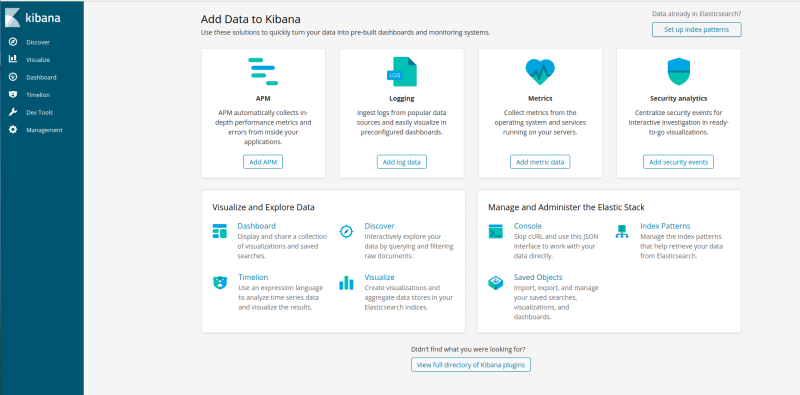 kibana
Discover
Visualize
Dashboard
Timelion
Dev Tools
Management
Add Data to Kibana
Use these solutions to quickly turn your data into pre-built dashboards and monitoring systems.
Data already in Elasticsearch?
Set up index patterns
APM
APM automatically collects in-
depth performance metrics and
errors from inside your
applications.
Add APM
LOG
Logging
Ingest logs from popular data
sources and easily visualize in
preconfigured dashboards.
Add log data
Metrics
Collect metrics from the
operating system and services
running on your servers.
Add metric data
Security analytics
Centralize security events for
interactive investigation in ready-
to-go visualizations.
Add security events
Visualize and Explore Data
Dashboard
Display and share a collection
of visualizations and saved
searches.
Discover
Interactively explore your
data by querying and filtering
raw documents.
Timelion
Use an expression language
to analyze time series data
and visualize the results.
Visualize
Create visualizations and
aggregate data stores in your
Elasticsearch indices.
Manage and Administer the Elastic Stack
Console
Skip cURL and use this JSON
interface to work with your
data directly.
Index Patterns
Manage the index patterns
that help retrieve your data
from Elasticsearch.
Saved Objects
Import, export, and manage
your saved searches,
visualizations, and
dashboards.
Didn't find what you were looking for?
View full directory of Kibana plugins